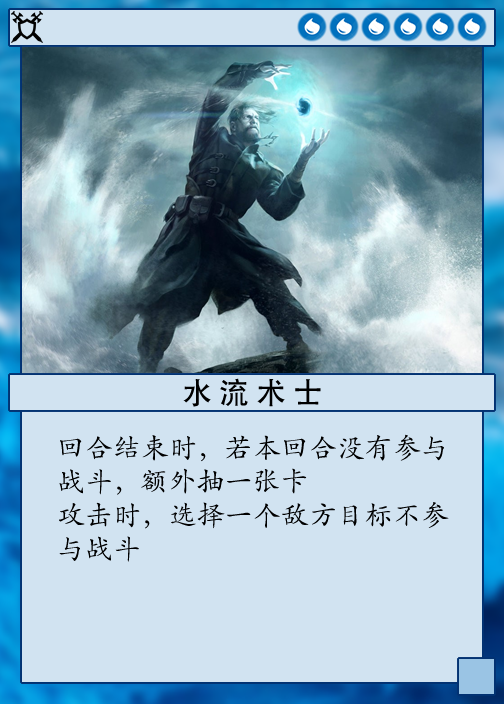 水流术士
回合结束时，若本回合没有参与
战斗，额外抽一张卡
攻击时，选择一个敌方目标不参
与战斗